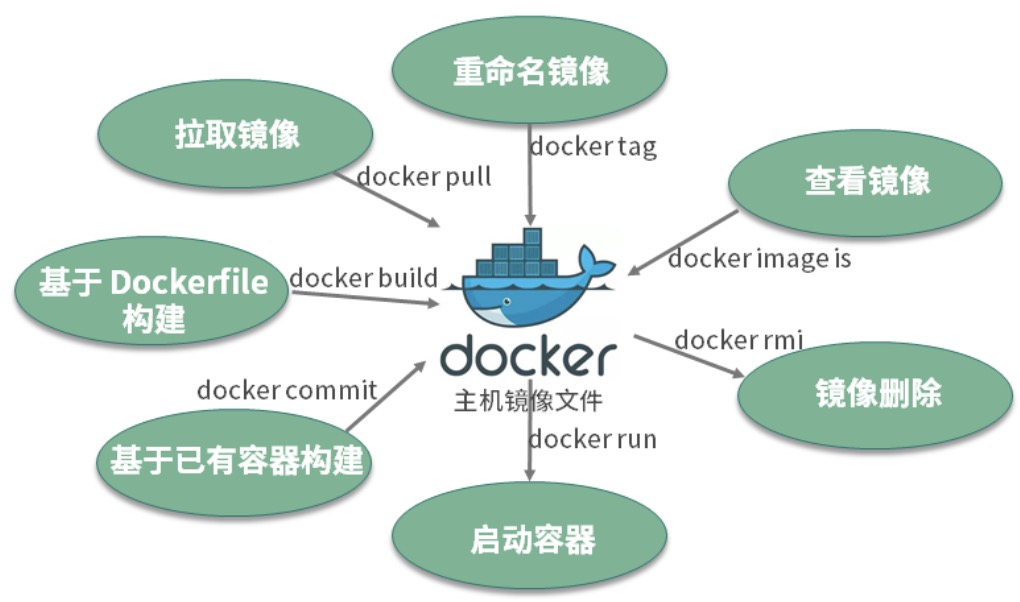 重命名镜像
docker tag
拉取镜像
docker pull
查看镜像
docker image is
基于 Dockerfile
构建
docker build
docker
主机镜像文件
docker rmi
镜像删除
docker commit
基于已有容器构建
docker run
启动容器